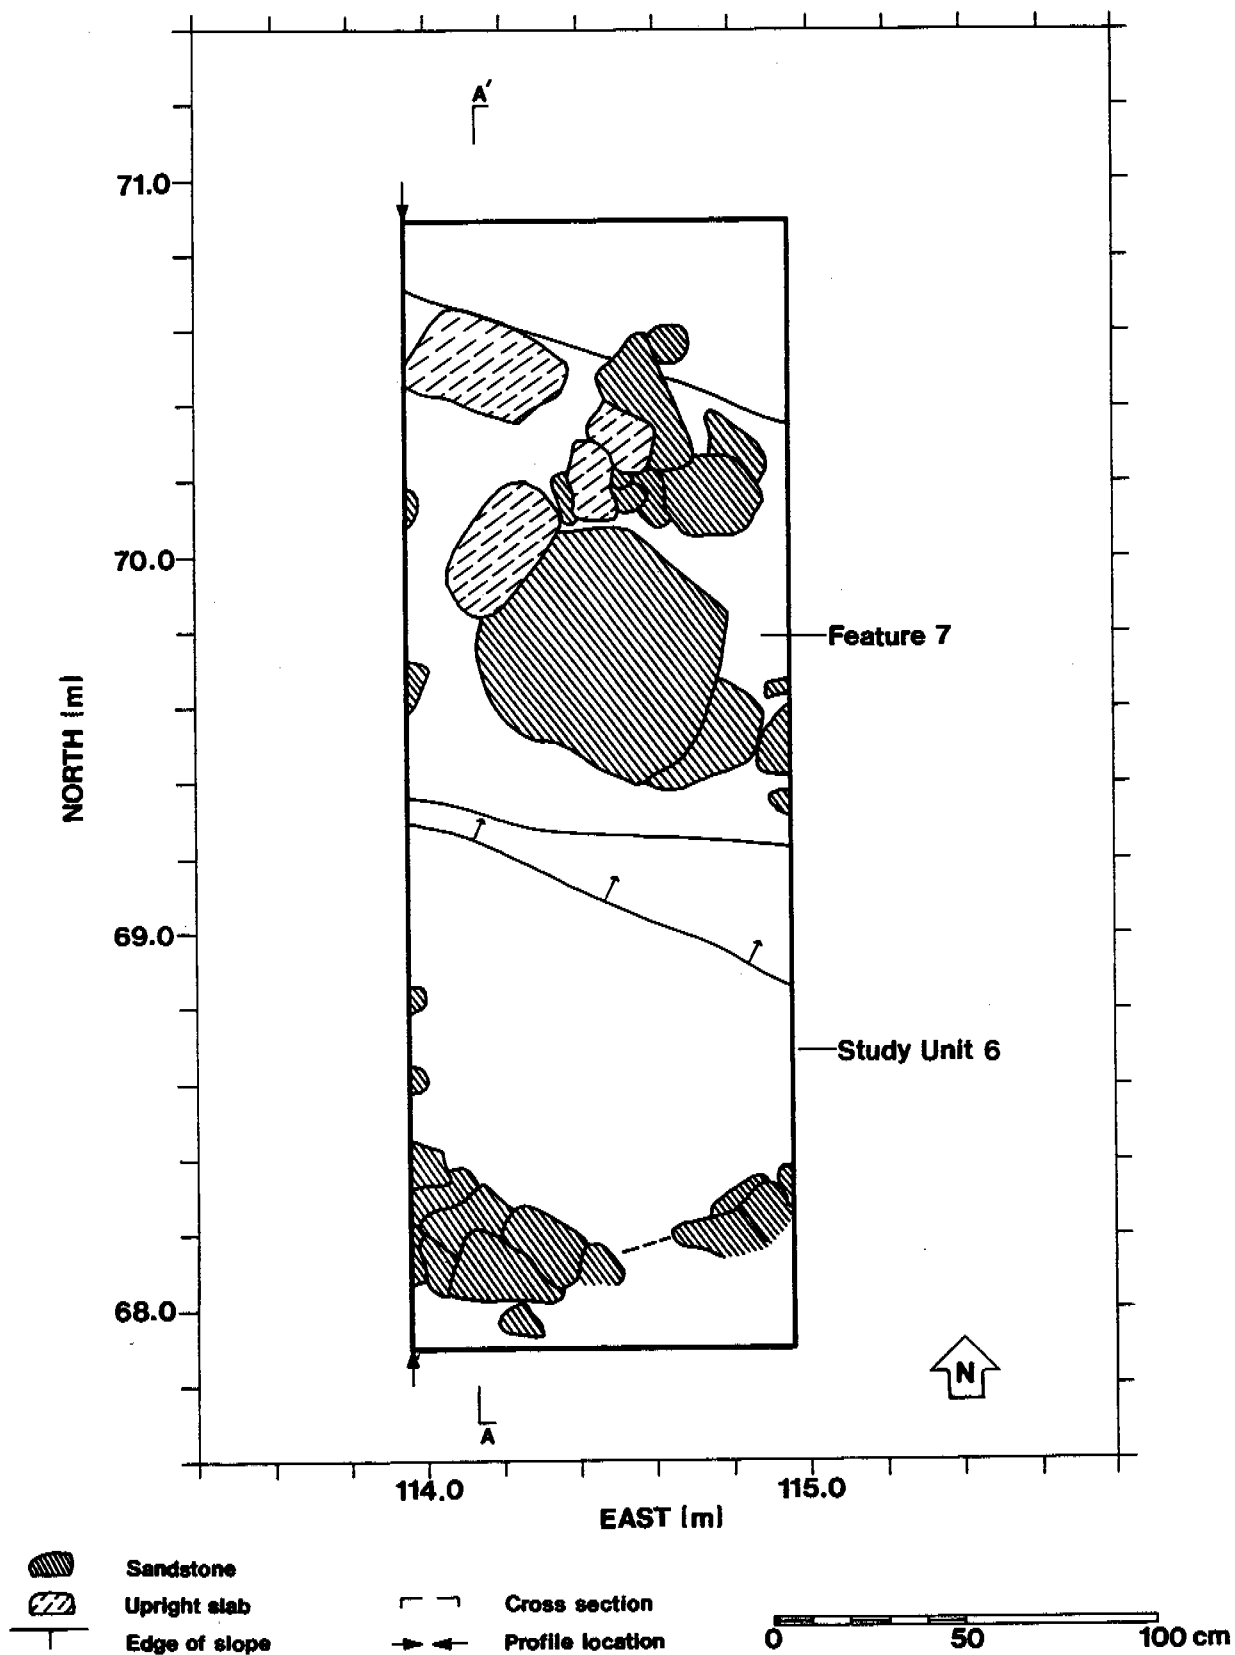 A′
71.0
70.0
Feature 7
NORTH (m)
69.0
Study Unit 6
68.0
N
A
114.0
115.0
EAST (m)
Sandstone
Upright slab
Cross section
Edge of slope
Profile location
0 50 100 cm